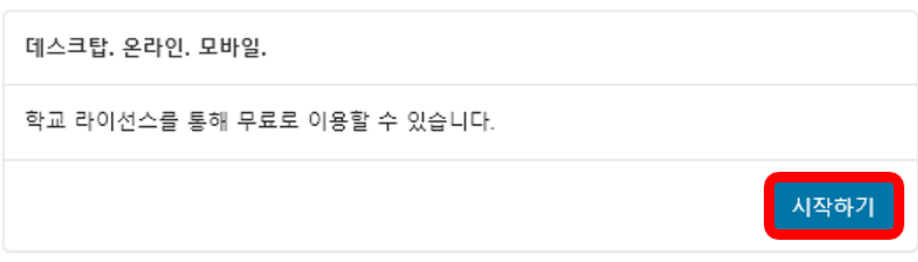 데스크탑. 온라인. 모바일.
학교 라이선스를 통해 무료로 이용할 수 있습니다.
시작하기